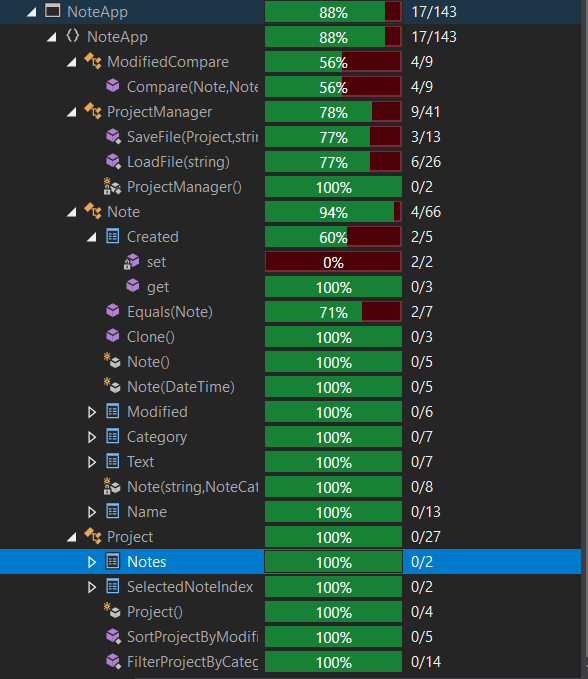 NoteApp 88% 17/143
NoteApp 88% 17/143
ModifiedCompare 56% 4/9
Compare(Note,Note 56% 4/9
ProjectManager 78% 9/41
SaveFile(Project,strin 77% 3/13
LoadFile(string) 77% 6/26
ProjectManager() 100% 0/2
Note 94% 4/66
Created 60% 2/5
set 0% 2/2
get 100% 0/3
Equals(Note) 71% 2/7
Clone() 100% 0/3
Note() 100% 0/5
Note(DateTime) 100% 0/5
Modified 100% 0/6
Category 100% 0/7
Text 100% 0/7
Note(string,NoteCat 100% 0/8
Name 100% 0/13
Project 100% 0/27
Notes 100% 0/2
SelectedNoteIndex 100% 0/2
Project() 100% 0/4
SortProjectByModifi 100% 0/5
FilterProjectByCateg 100% 0/14